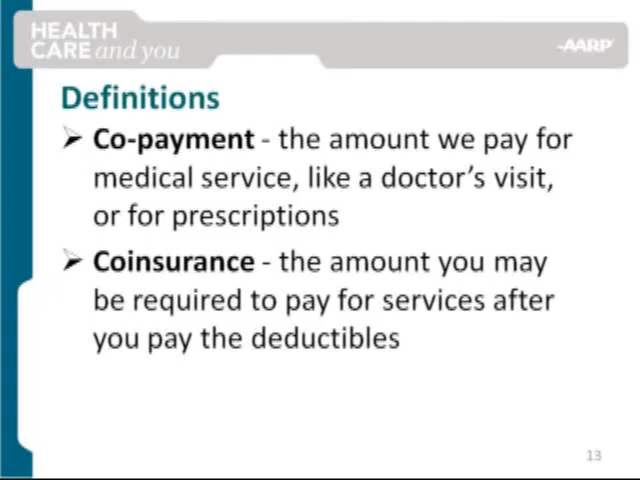 HEALTH
CARE and you
AARP
Definitions
Co-payment - the amount we pay for
medical service, like a doctor's visit,
or for prescriptions
Coinsurance - the amount you may
be required to pay for services after
you pay the deductibles
13